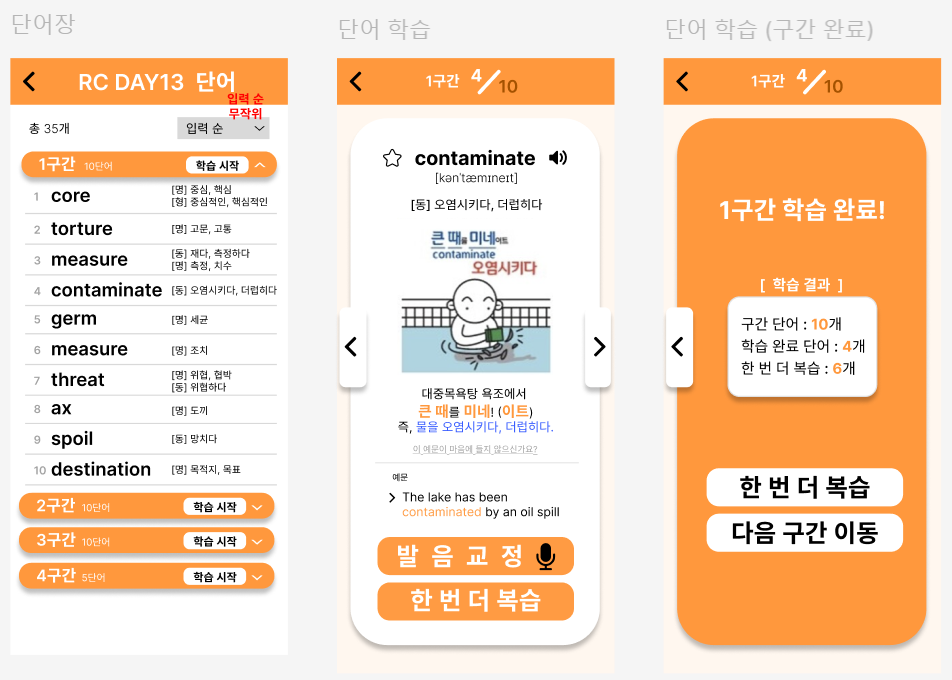 단어장
RC DAY13 단어
입력 순
무작위
총 35개
입력 순
1구간 10단어 학습 시작
1 core [명] 중심, 핵심
[형] 중심적인, 핵심적인
2 torture [명] 고문, 고통
3 measure [동] 재다, 측정하다
[명] 측정, 치수
4 contaminate [동] 오염시키다, 더럽히다
5 germ [명] 세균
6 measure [명] 조치
7 threat [명] 위협, 협박
[동] 위협하다
8 ax [명] 도끼
9 spoil [동] 망치다
10 destination [명] 목적지, 목표
2구간 10단어 학습 시작
3구간 10단어 학습 시작
4구간 5단어 학습 시작
단어 학습
1구간 4/10
contaminate
[kən'tæmɪneɪt]
[동] 오염시키다, 더럽히다
큰 때를 미네이트
contaminate
오염시키다
대중목욕탕 욕조에서
큰 때를 미네! (이트)
즉, 물을 오염시키다, 더럽히다.
이 예문이 마음에 들지 않으신가요?
예문
The lake has been
contaminated by an oil spill
발 음 교 정
한 번 더 복습
단어 학습 (구간 완료)
1구간 4/10
1구간 학습 완료!
[ 학습 결과 ]
구간 단어 : 10개
학습 완료 단어 : 4개
한 번 더 복습 : 6개
한 번 더 복습
다음 구간 이동